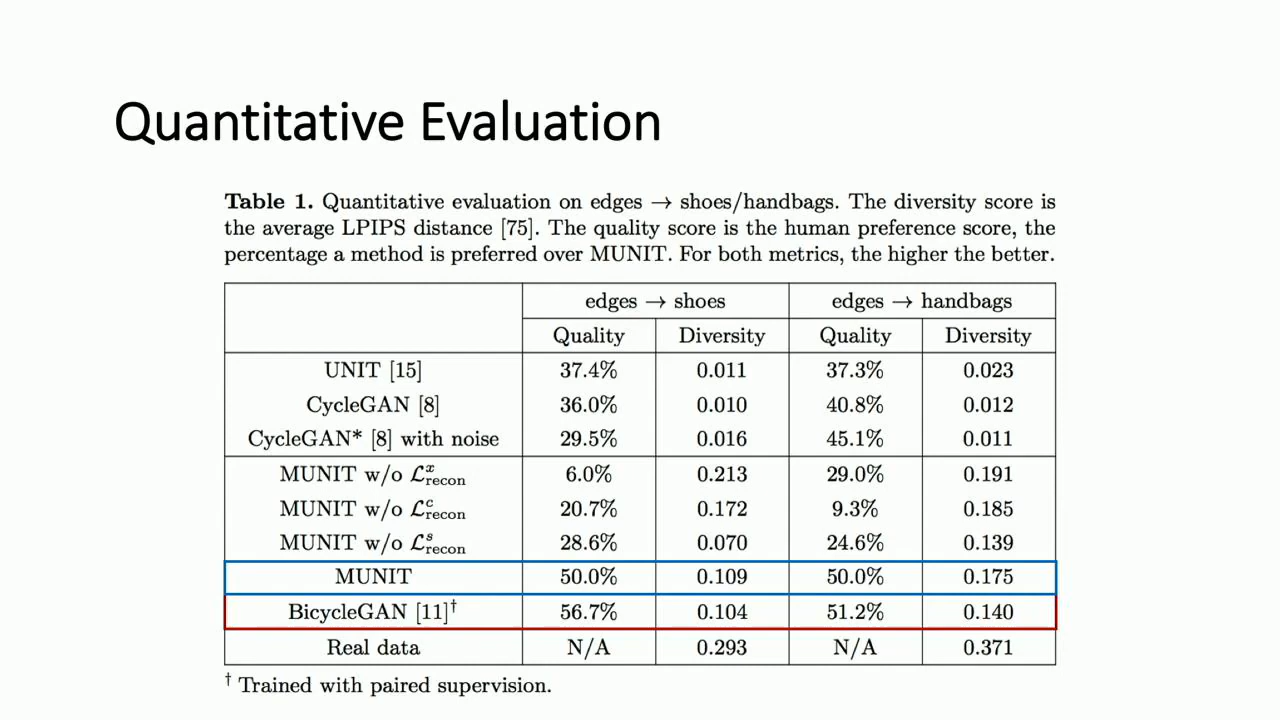 Quantitative Evaluation
Table 1. Quantitative evaluation on edges → shoes/handbags. The diversity score is
the average LPIPS distance [75]. The quality score is the human preference score, the
percentage a method is preferred over MUNIT. For both metrics, the higher the better.
edges → shoes edges → handbags
Quality Diversity Quality Diversity
UNIT [15] 37.4% 0.011 37.3% 0.023
CycleGAN [8] 36.0% 0.010 40.8% 0.012
CycleGAN* [8] with noise 29.5% 0.016 45.1% 0.011
MUNIT w/o ℒˣrecon 6.0% 0.213 29.0% 0.191
MUNIT w/o ℒᶜrecon 20.7% 0.172 9.3% 0.185
MUNIT w/o ℒˢrecon 28.6% 0.070 24.6% 0.139
MUNIT 50.0% 0.109 50.0% 0.175
BicycleGAN [11]† 56.7% 0.104 51.2% 0.140
Real data N/A 0.293 N/A 0.371
† Trained with paired supervision.